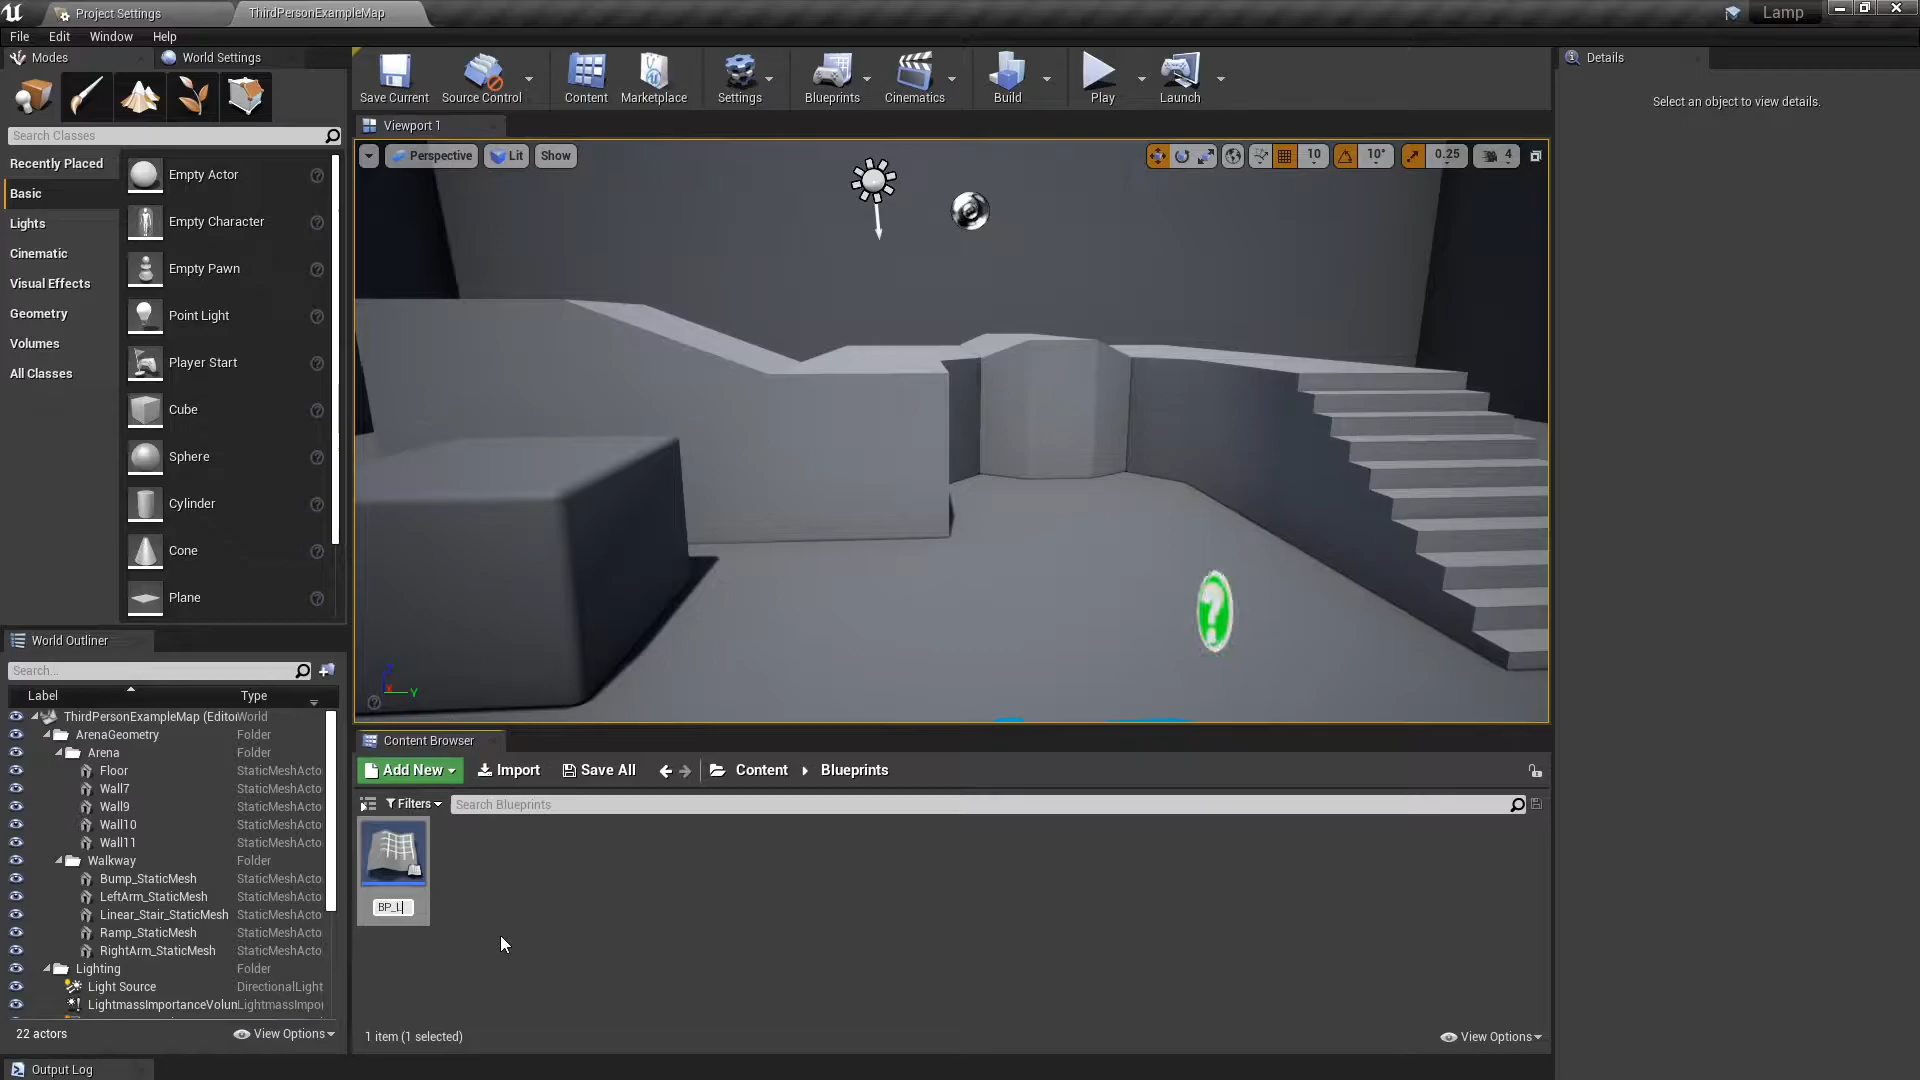 Project Settings
ThirdPersonExampleMap
Lamp
File Edit Window Help
Modes
World Settings
Search Classes
Recently Placed
Basic
Lights
Cinematic
Visual Effects
Geometry
Volumes
All Classes
Empty Actor
Empty Character
Empty Pawn
Point Light
Player Start
Cube
Sphere
Cylinder
Cone
Plane
Save Current
Source Control
Content
Marketplace
Settings
Blueprints
Cinematics
Build
Play
Launch
Viewport 1
Perspective
Lit
Show
10
10°
0.25
4
Y
Details
Select an object to view details.
World Outliner
Search...
Label Type
ThirdPersonExampleMap (Edito World
ArenaGeometry Folder
Arena Folder
Floor StaticMeshActo
Wall7 StaticMeshActo
Wall9 StaticMeshActo
Wall10 StaticMeshActo
Wall11 StaticMeshActo
Walkway Folder
Bump_StaticMesh StaticMeshActo
LeftArm_StaticMesh StaticMeshActo
Linear_Stair_StaticMesh StaticMeshActo
Ramp_StaticMesh StaticMeshActo
RightArm_StaticMesh StaticMeshActo
Lighting Folder
Light Source DirectionalLight
LightmassImportanceVolun LightmassImpo
22 actors
View Options
Output Log
Content Browser
Add New
Import
Save All
Content
Blueprints
Filters
Search Blueprints
BP_L
1 item (1 selected)
View Options